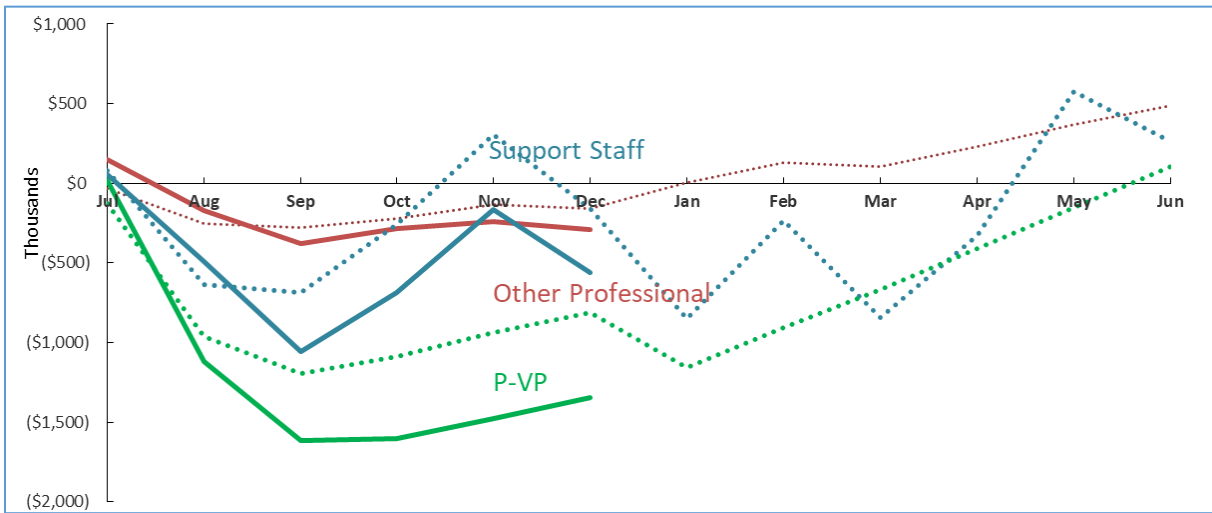 $1,000
$500
$0
($500)
($1,000)
($1,500)
($2,000)
Thousands
Jul Aug Sep Oct Nov Dec Jan Feb Mar Apr May Jun
Support Staff
Other Professional
P-VP